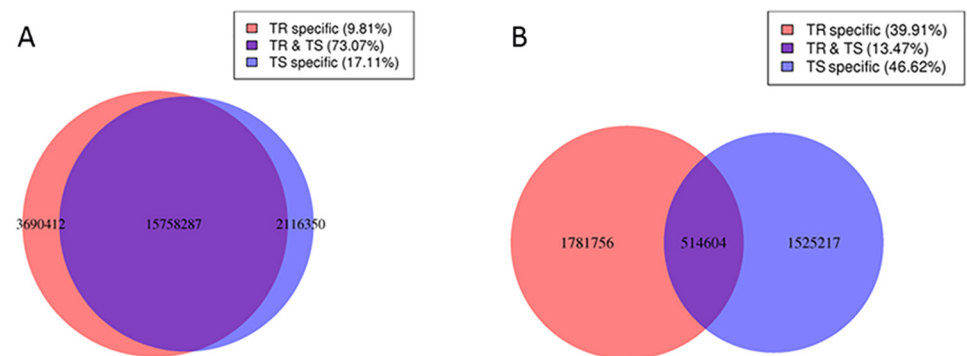 A
TR specific (9.81%)
TR & TS (73.07%)
TS specific (17.11%)
3690412
15758287
2116350
B
TR specific (39.91%)
TR & TS (13.47%)
TS specific (46.62%)
1781756
514604
1525217